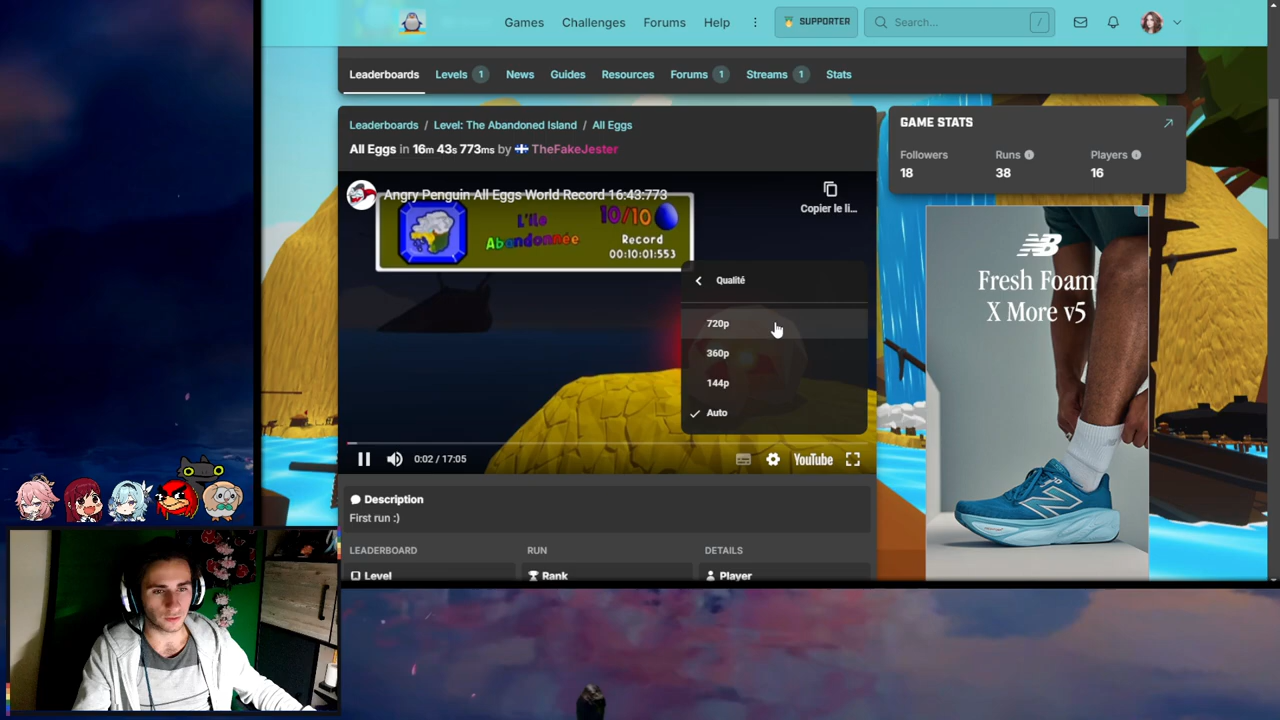 Games Challenges Forums Help SUPPORTER Search... /
Leaderboards Levels 1 News Guides Resources Forums 1 Streams 1 Stats
Leaderboards / Level: The Abandoned Island / All Eggs
All Eggs in 16m 43s 773ms by TheFakeJester
Angry Penguin All Eggs World Record 16:43:773
Copier le li...
L'île
Abandonnée
10/10
Record
00:10:01:553
Qualité
720p
360p
144p
Auto
0:02 / 17:05
YouTube
Description
First run :)
LEADERBOARD RUN DETAILS
Level Rank Player
GAME STATS
Followers Runs Players
18 38 16
NB
Fresh Foam
X More v5